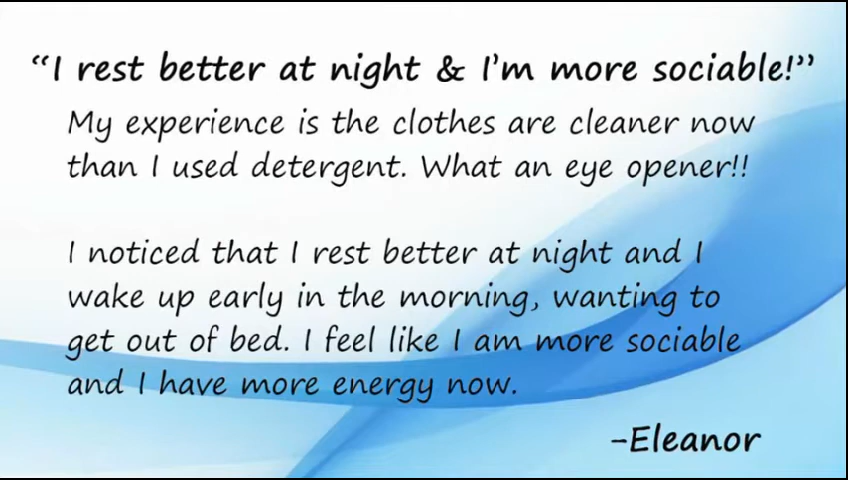 “I rest better at night & I'm more sociable!”
My experience is the clothes are cleaner now
than I used detergent. What an eye opener!!
I noticed that I rest better at night and I
wake up early in the morning, wanting to
get out of bed. I feel like I am more sociable
and I have more energy now.
-Eleanor